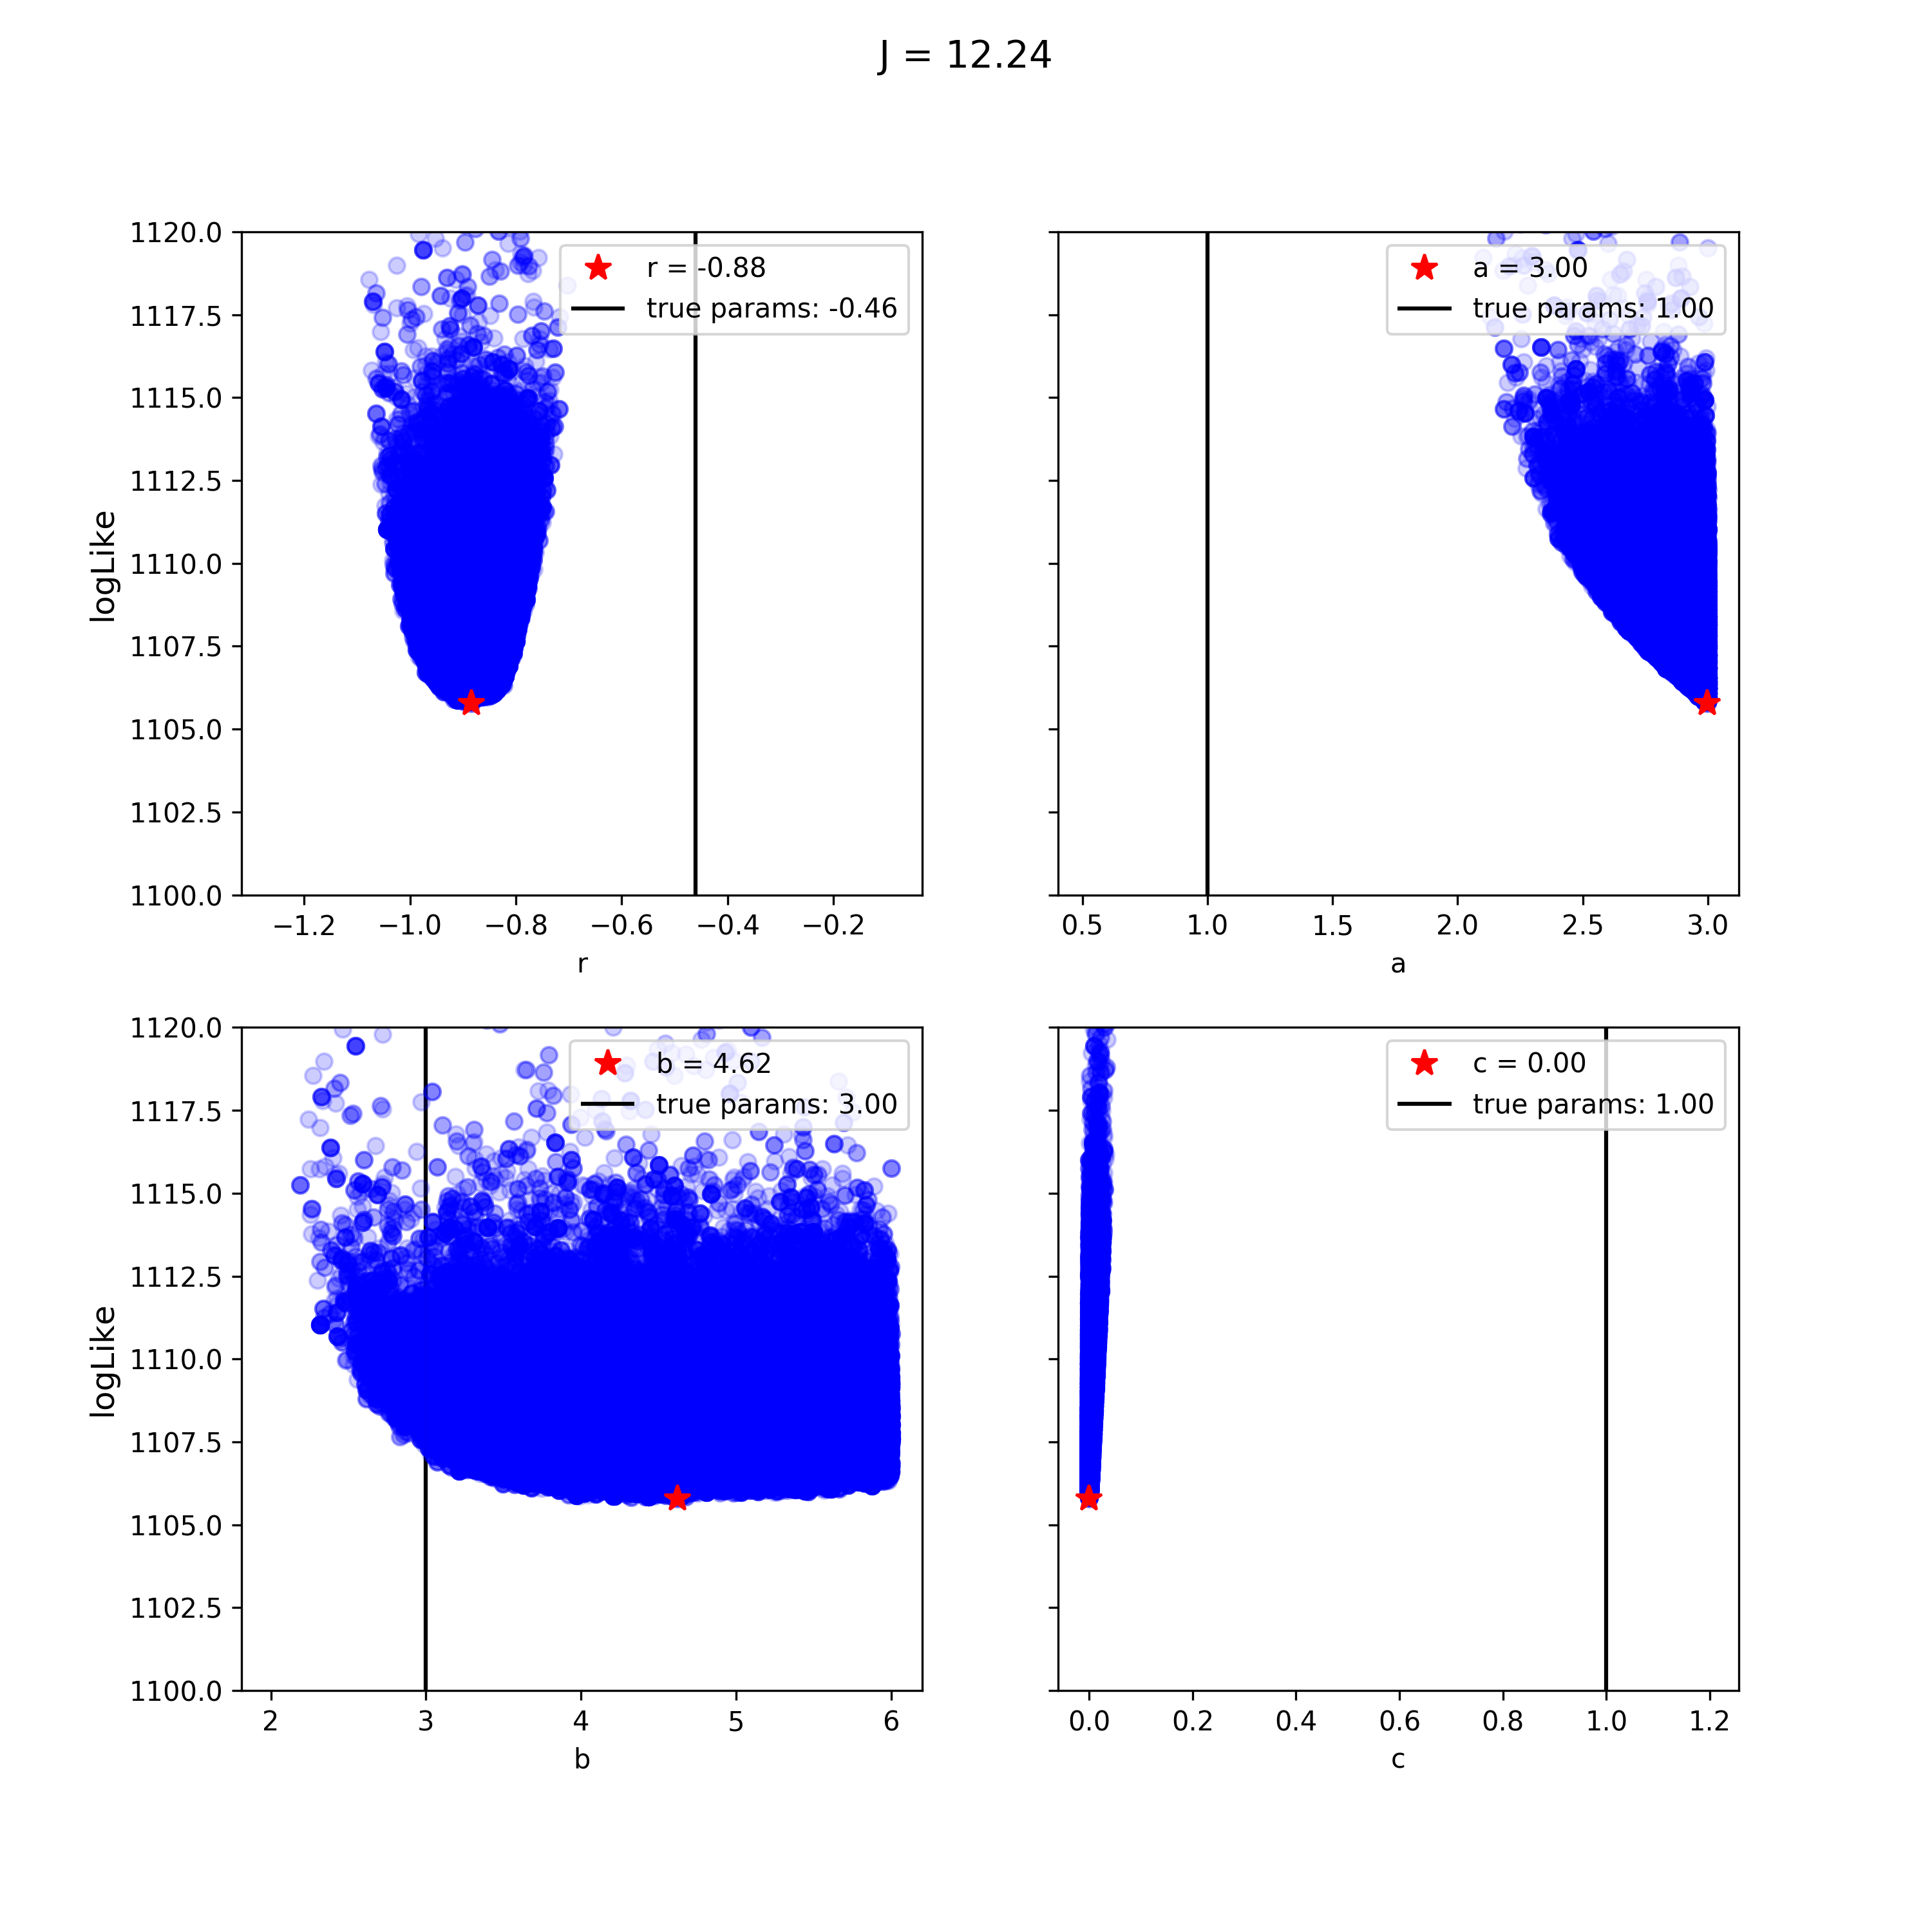 J = 12.24
1120.0
1117.5
1115.0
1112.5
1110.0
1107.5
1105.0
1102.5
1100.0
logLike
r = -0.88
true params: -0.46
−1.2 −1.0 −0.8 −0.6 −0.4 −0.2
r
a = 3.00
true params: 1.00
0.5 1.0 1.5 2.0 2.5 3.0
a
1120.0
1117.5
1115.0
1112.5
1110.0
1107.5
1105.0
1102.5
1100.0
logLike
b = 4.62
true params: 3.00
2 3 4 5 6
b
c = 0.00
true params: 1.00
0.0 0.2 0.4 0.6 0.8 1.0 1.2
c